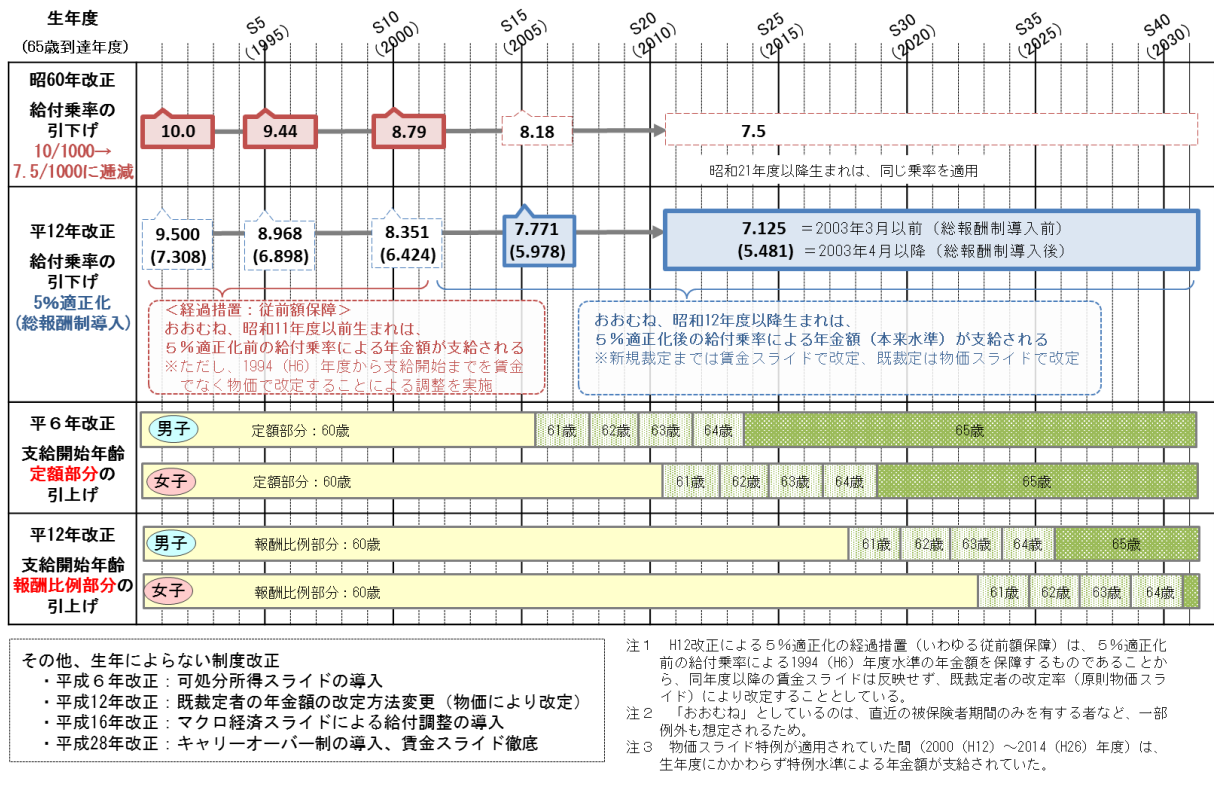 生年度
(65歳到達年度)
S5
(1995)
S10
(2000)
S15
(2005)
S20
(2010)
S25
(2015)
S30
(2020)
S35
(2025)
S40
(2030)
昭60年改正
給付乗率の
引下げ
10/1000→
7.5/1000に逓減
10.0
9.44
8.79
8.18
7.5
昭和21年度以降生まれは、同じ乗率を適用
平12年改正
給付乗率の
引下げ
5%適正化
(総報酬制導入)
9.500
(7.308)
8.968
(6.898)
8.351
(6.424)
7.771
(5.978)
7.125 =2003年3月以前（総報酬制導入前）
(5.481) =2003年4月以降（総報酬制導入後）
＜経過措置：従前額保障＞
おおむね、昭和11年度以前生まれは、
５％適正化前の給付乗率による年金額が支給される
※ただし、1994（H6）年度から支給開始までを賃金
でなく物価で改定することによる調整を実施
おおむね、昭和12年度以降生まれは、
５％適正化後の給付乗率による年金額（本来水準）が支給される
※新規裁定までは賃金スライドで改定、既裁定は物価スライドで改定
平６年改正
支給開始年齢
定額部分の
引上げ
男子
定額部分：60歳
61歳
62歳
63歳
64歳
65歳
女子
定額部分：60歳
61歳
62歳
63歳
64歳
65歳
平12年改正
支給開始年齢
報酬比例部分の
引上げ
男子
報酬比例部分：60歳
61歳
62歳
63歳
64歳
65歳
女子
報酬比例部分：60歳
61歳
62歳
63歳
64歳
その他、生年によらない制度改正
・平成６年改正：可処分所得スライドの導入
・平成12年改正：既裁定者の年金額の改定方法変更（物価により改定）
・平成16年改正：マクロ経済スライドによる給付調整の導入
・平成28年改正：キャリーオーバー制の導入、賃金スライド徹底
注１　H12改正による５％適正化の経過措置（いわゆる従前額保障）は、５％適正化
前の給付乗率による1994（H6）年度水準の年金額を保障するものであることか
ら、同年度以降の賃金スライドは反映せず、既裁定者の改定率（原則物価スラ
イド）により改定することとしている。
注２　「おおむね」としているのは、直近の被保険者期間のみを有する者など、一部
例外も想定されるため。
注３　物価スライド特例が適用されていた間（2000（H12）～2014（H26）年度）は、
生年度にかかわらず特例水準による年金額が支給されていた。